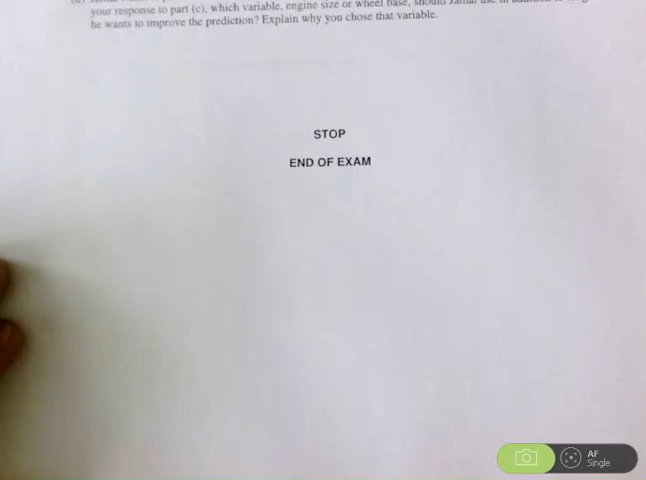 your response to part (c), which variable, engine size or wheel base, should Jamal use in addition to
he wants to improve the prediction? Explain why you chose that variable.
STOP
END OF EXAM
AF
Single